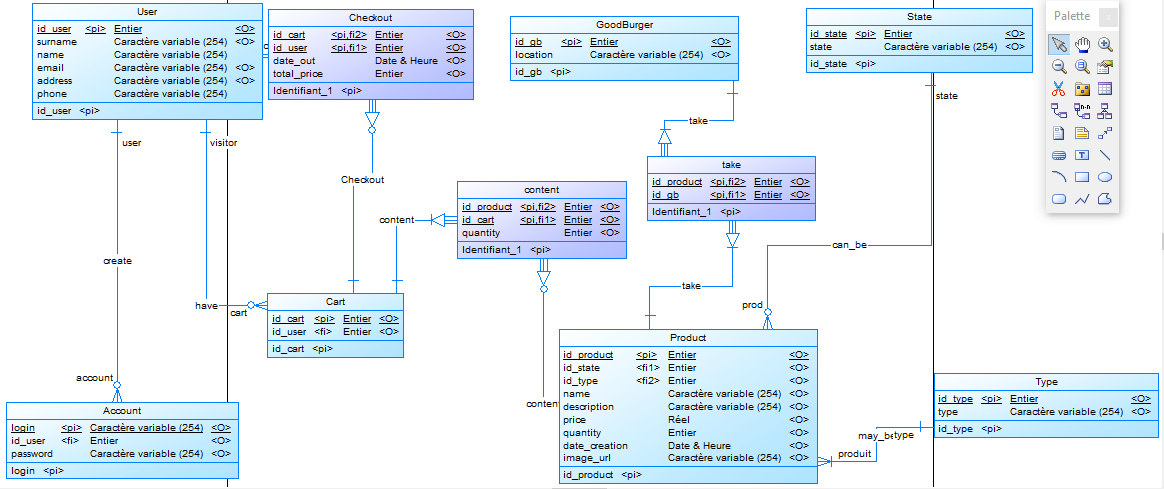 User
id_user <pi> Entier <O>
surname Caractère variable (254) <O>
name Caractère variable (254)
email Caractère variable (254) <O>
address Caractère variable (254) <O>
phone Caractère variable (254)
id_user <pi>
Checkout
id_cart <pi,fi2> Entier <O>
id_user <pi,fi1> Entier <O>
date_out Date & Heure <O>
total_price Entier <O>
Identifiant_1 <pi>
GoodBurger
id_gb <pi> Entier <O>
location Caractère variable (254) <O>
id_gb <pi>
State
id_state <pi> Entier <O>
state Caractère variable (254) <O>
id_state <pi>
Palette
user
visitor
state
take
take
id_product <pi,fi2> Entier <O>
id_gb <pi,fi1> Entier <O>
Identifiant_1 <pi>
Checkout
content
id_product <pi,fi2> Entier <O>
id_cart <pi,fi1> Entier <O>
quantity Entier <O>
Identifiant_1 <pi>
content
can_be
create
take
have
cart
prod
Cart
id_cart <pi> Entier <O>
id_user <fi> Entier <O>
id_cart <pi>
Product
id_product <pi> Entier <O>
id_state <fi1> Entier <O>
id_type <fi2> Entier <O>
name Caractère variable (254) <O>
description Caractère variable (254) <O>
price Réel <O>
quantity Entier <O>
date_creation Date & Heure <O>
image_url Caractère variable (254) <O>
id_product <pi>
account
content
Account
login <pi> Caractère variable (254) <O>
id_user <fi> Entier <O>
password Caractère variable (254) <O>
login <pi>
Type
id_type <pi> Entier <O>
type Caractère variable (254) <O>
id_type <pi>
type
produit